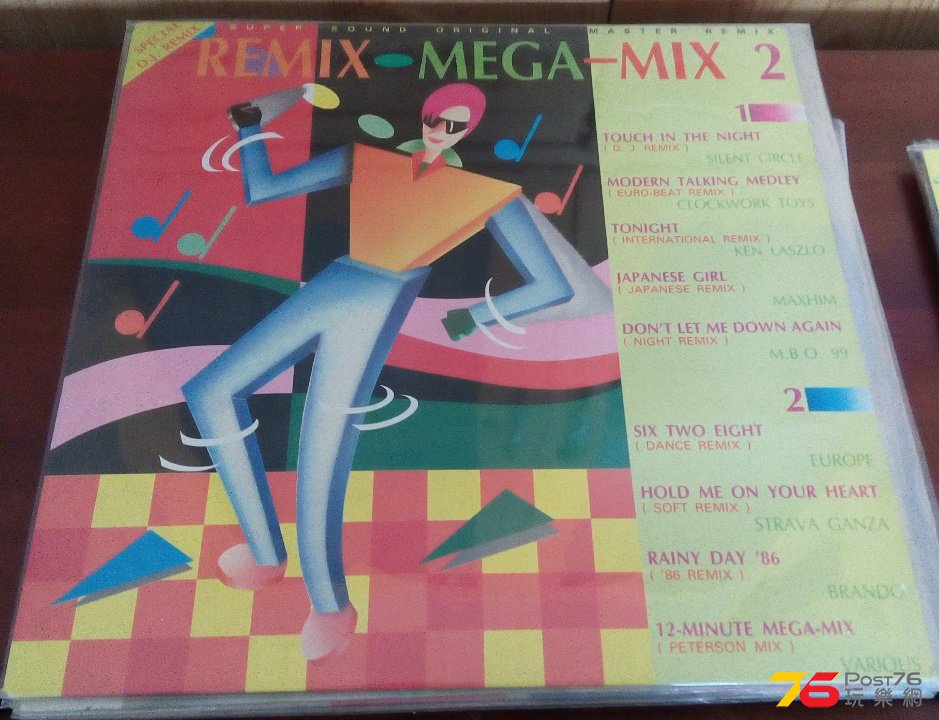 SPECIAL
D.J. REMIX
SUPER SOUND ORIGINAL MASTER REMIX
REMIX-MEGA-MIX 2
1
TOUCH IN THE NIGHT
( D. J. REMIX )
SILENT CIRCLE
MODERN TALKING MEDLEY
( EURO-BEAT REMIX )
CLOCKWORK TOYS
TONIGHT
( INTERNATIONAL REMIX )
KEN LASZLO
JAPANESE GIRL
( JAPANESE REMIX )
MAXHIM
DON'T LET ME DOWN AGAIN
( NIGHT REMIX )
M.B.O. 99
2
SIX TWO EIGHT
( DANCE REMIX )
EUROPE
HOLD ME ON YOUR HEART
( SOFT REMIX )
STRAVA GANZA
RAINY DAY '86
( '86 REMIX )
BRANDO
12-MINUTE MEGA-MIX
( PETERSON MIX )
VARIOUS
76 Post76
玩樂網